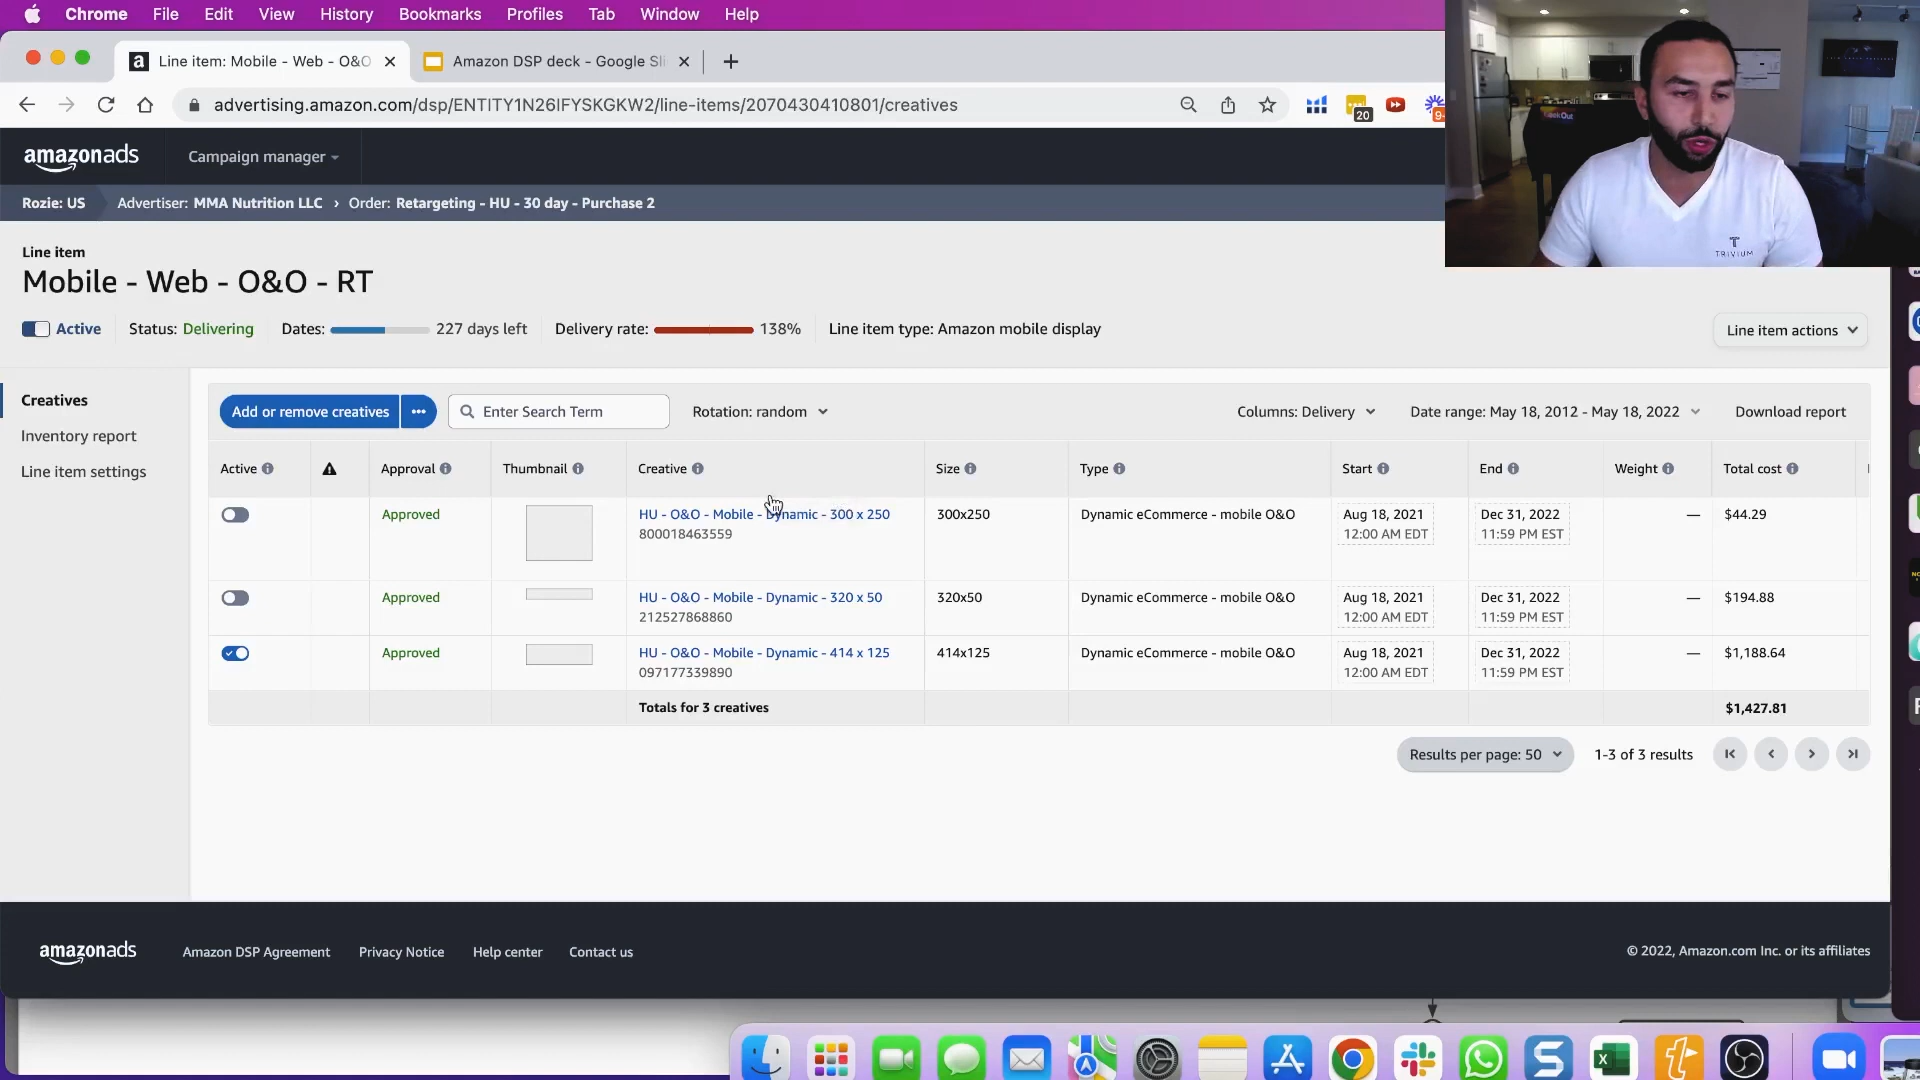 Chrome File Edit View History Bookmarks Profiles Tab Window Help
a Line item: Mobile - Web - O&O
Amazon DSP deck - Google Sli
advertising.amazon.com/dsp/ENTITY1N26IFYSKGKW2/line-items/2070430410801/creatives
20
amazonads Campaign manager
Rozie: US Advertiser: MMA Nutrition LLC › Order: Retargeting - HU - 30 day - Purchase 2
TRIVIUM
Line item
Mobile - Web - O&O - RT
Active Status: Delivering Dates: 227 days left Delivery rate: 138% Line item type: Amazon mobile display
Line item actions
Creatives
Inventory report
Line item settings
Add or remove creatives ••• Enter Search Term Rotation: random Columns: Delivery Date range: May 18, 2012 - May 18, 2022 Download report
Active Approval Thumbnail Creative Size Type Start End Weight Total cost
Approved HU - O&O - Mobile - Dynamic - 300 x 250 300x250 Dynamic eCommerce - mobile O&O Aug 18, 2021 Dec 31, 2022 — $44.29
800018463559 12:00 AM EDT 11:59 PM EST
Approved HU - O&O - Mobile - Dynamic - 320 x 50 320x50 Dynamic eCommerce - mobile O&O Aug 18, 2021 Dec 31, 2022 — $194.88
212527868860 12:00 AM EDT 11:59 PM EST
Approved HU - O&O - Mobile - Dynamic - 414 x 125 414x125 Dynamic eCommerce - mobile O&O Aug 18, 2021 Dec 31, 2022 — $1,188.64
097177339890 12:00 AM EDT 11:59 PM EST
Totals for 3 creatives $1,427.81
Results per page: 50 1-3 of 3 results
amazonads Amazon DSP Agreement Privacy Notice Help center Contact us © 2022, Amazon.com Inc. or its affiliates